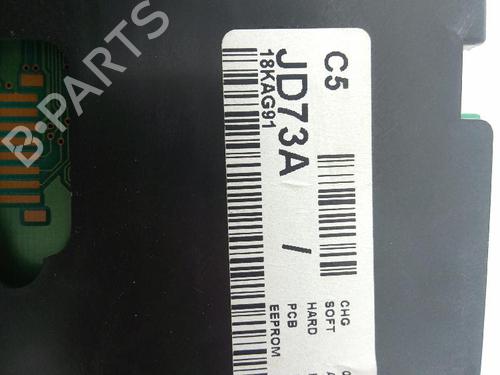 C5
JD73A /
18KAG91
CHG
SOFT
HARD
PCB
EEPROM
B-PARTS